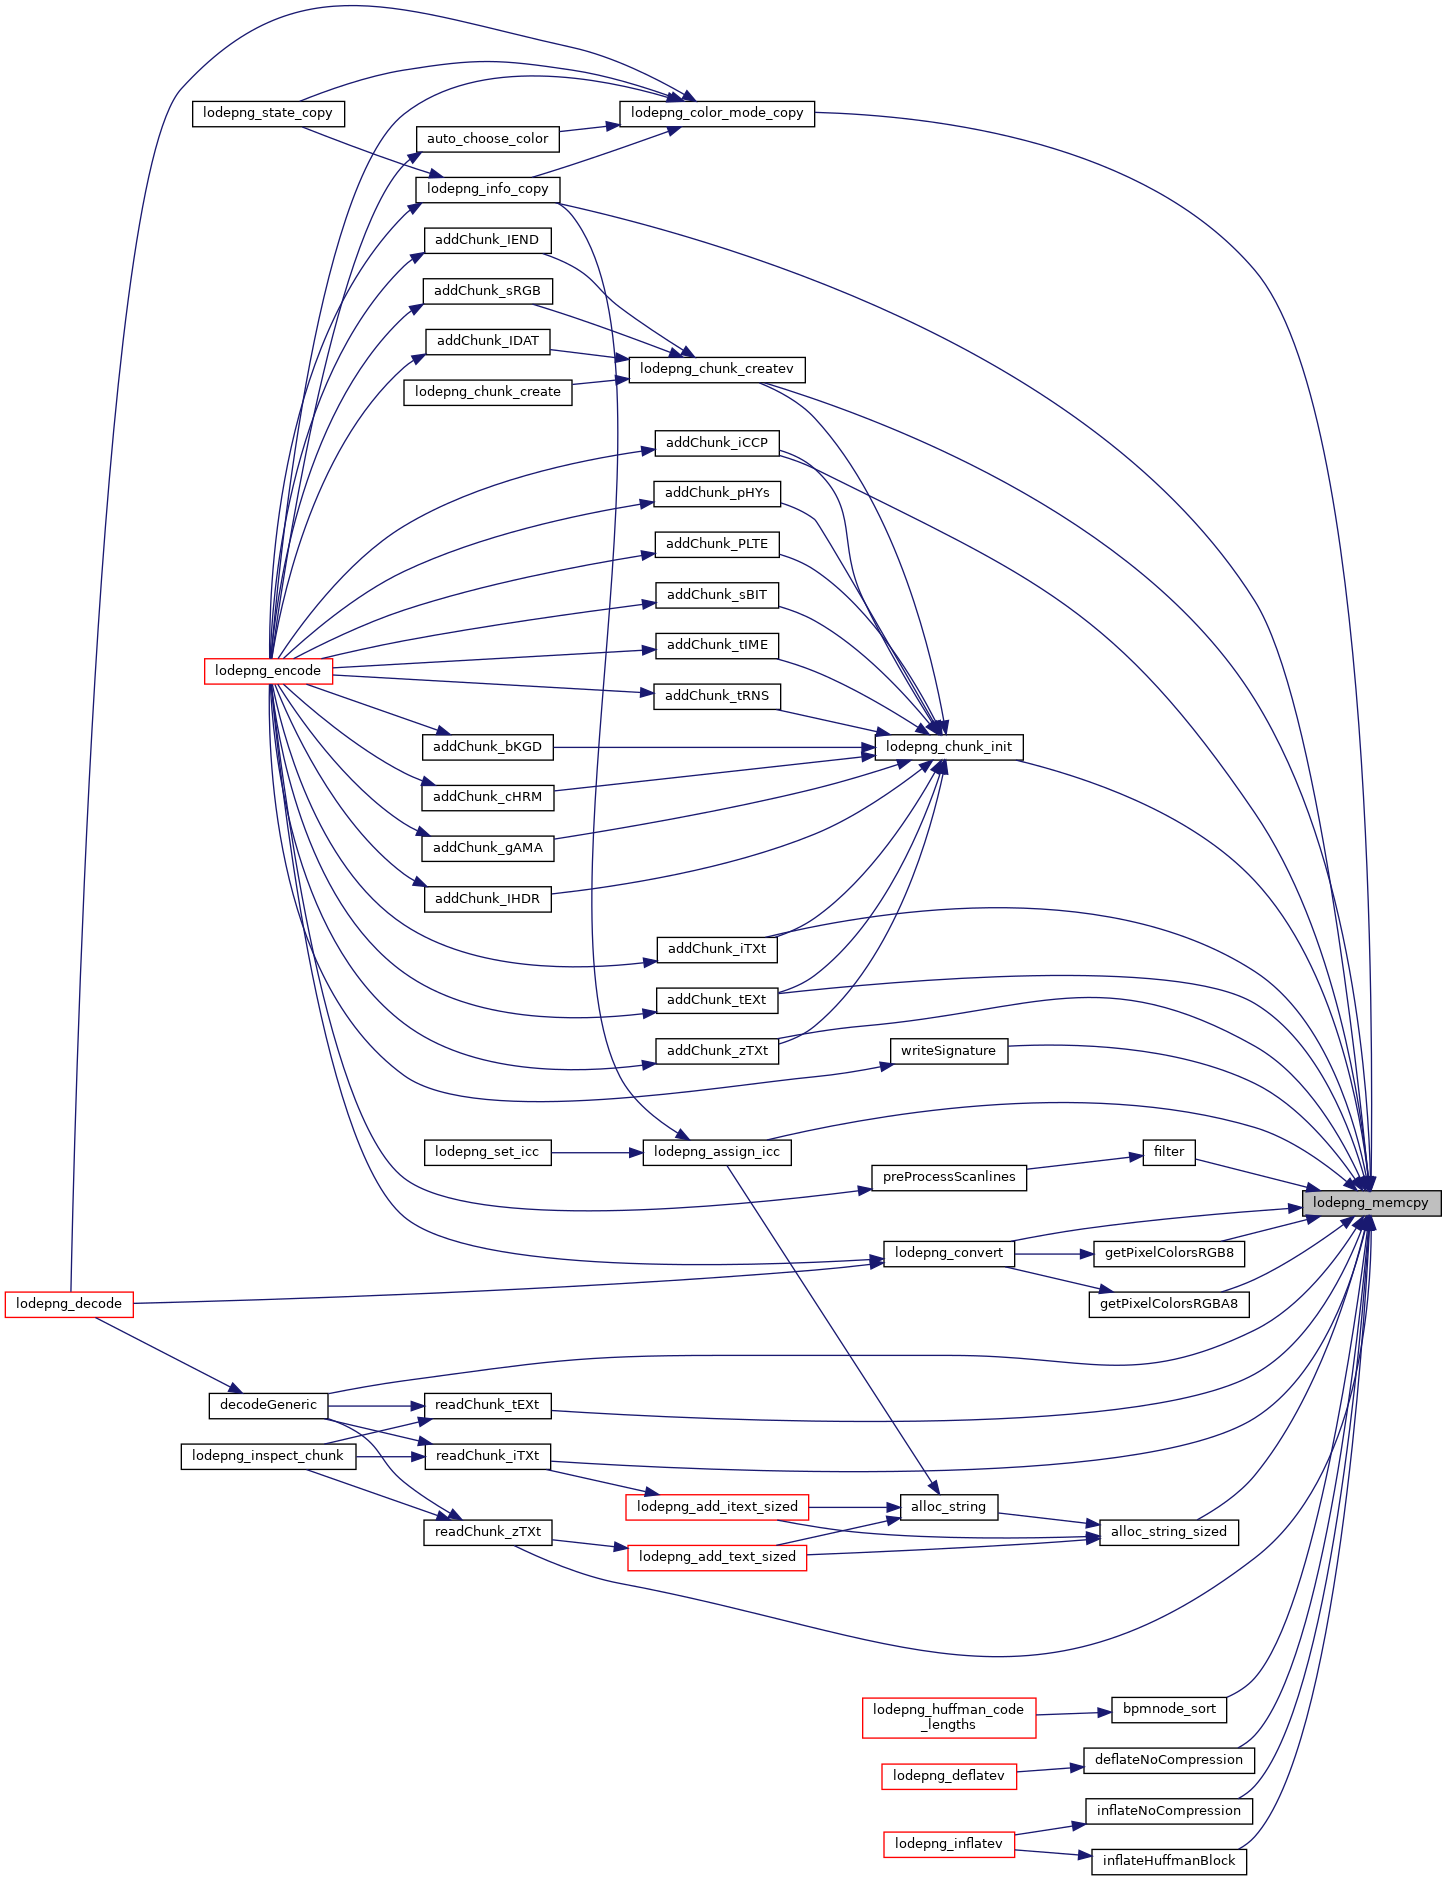 lodepng_state_copy
lodepng_color_mode_copy
auto_choose_color
lodepng_info_copy
addChunk_IEND
addChunk_sRGB
addChunk_IDAT
lodepng_chunk_createv
lodepng_chunk_create
addChunk_iCCP
addChunk_pHYs
addChunk_PLTE
addChunk_sBIT
addChunk_tIME
lodepng_encode
addChunk_tRNS
addChunk_bKGD
lodepng_chunk_init
addChunk_cHRM
addChunk_gAMA
addChunk_IHDR
addChunk_iTXt
addChunk_tEXt
addChunk_zTXt
writeSignature
lodepng_set_icc
lodepng_assign_icc
filter
preProcessScanlines
lodepng_memcpy
lodepng_convert
getPixelColorsRGB8
lodepng_decode
getPixelColorsRGBA8
decodeGeneric
readChunk_tEXt
lodepng_inspect_chunk
readChunk_iTXt
lodepng_add_itext_sized
alloc_string
readChunk_zTXt
alloc_string_sized
lodepng_add_text_sized
lodepng_huffman_code
_lengths
bpmnode_sort
deflateNoCompression
lodepng_deflatev
inflateNoCompression
lodepng_inflatev
inflateHuffmanBlock